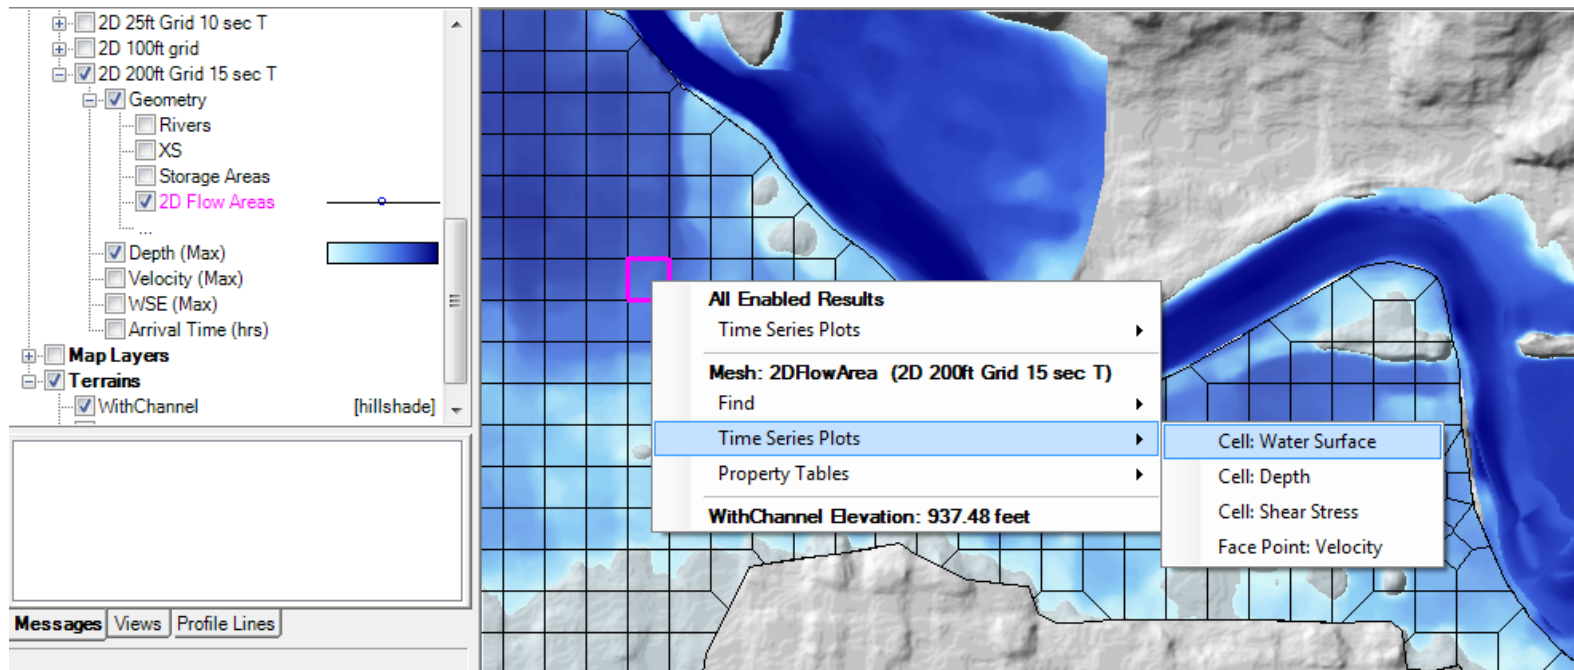 2D 25ft Grid 10 sec T
2D 100ft grid
2D 200ft Grid 15 sec T
Geometry
Rivers
XS
Storage Areas
2D Flow Areas
...
Depth (Max)
Velocity (Max)
WSE (Max)
Arrival Time (hrs)
Map Layers
Terrains
WithChannel [hillshade]
Messages Views Profile Lines
All Enabled Results
Time Series Plots
Mesh: 2DFlowArea (2D 200ft Grid 15 sec T)
Find
Time Series Plots
Property Tables
WithChannel Elevation: 937.48 feet
Cell: Water Surface
Cell: Depth
Cell: Shear Stress
Face Point: Velocity